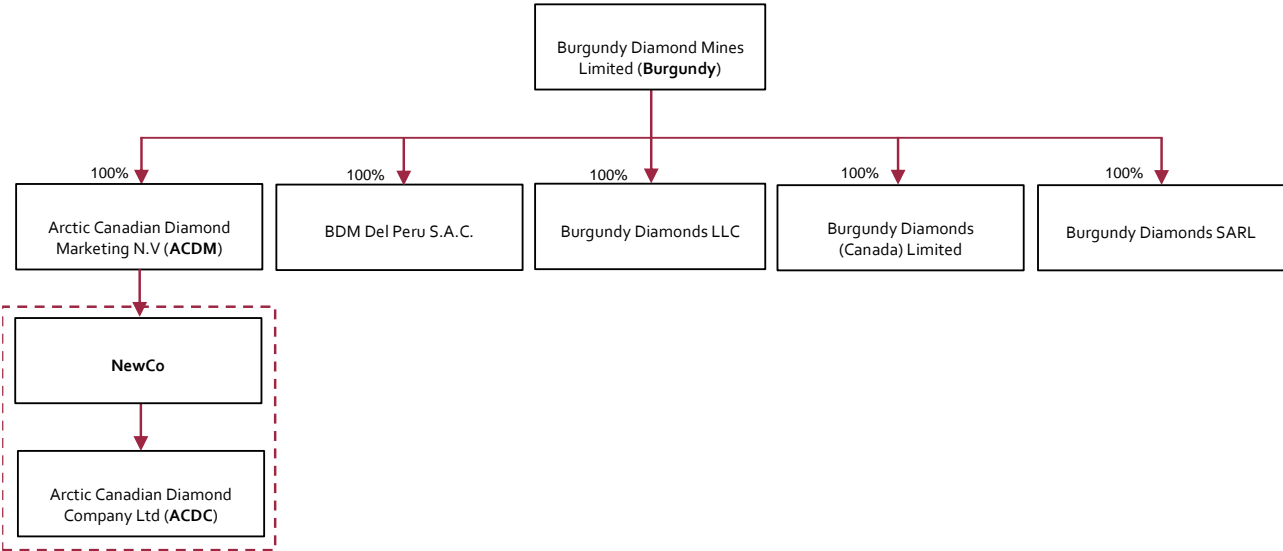 Burgundy Diamond Mines
Limited (Burgundy)
100%
100%
100%
100%
100%
Arctic Canadian Diamond
Marketing N.V (ACDM)
BDM Del Peru S.A.C.
Burgundy Diamonds LLC
Burgundy Diamonds
(Canada) Limited
Burgundy Diamonds SARL
NewCo
Arctic Canadian Diamond
Company Ltd (ACDC)